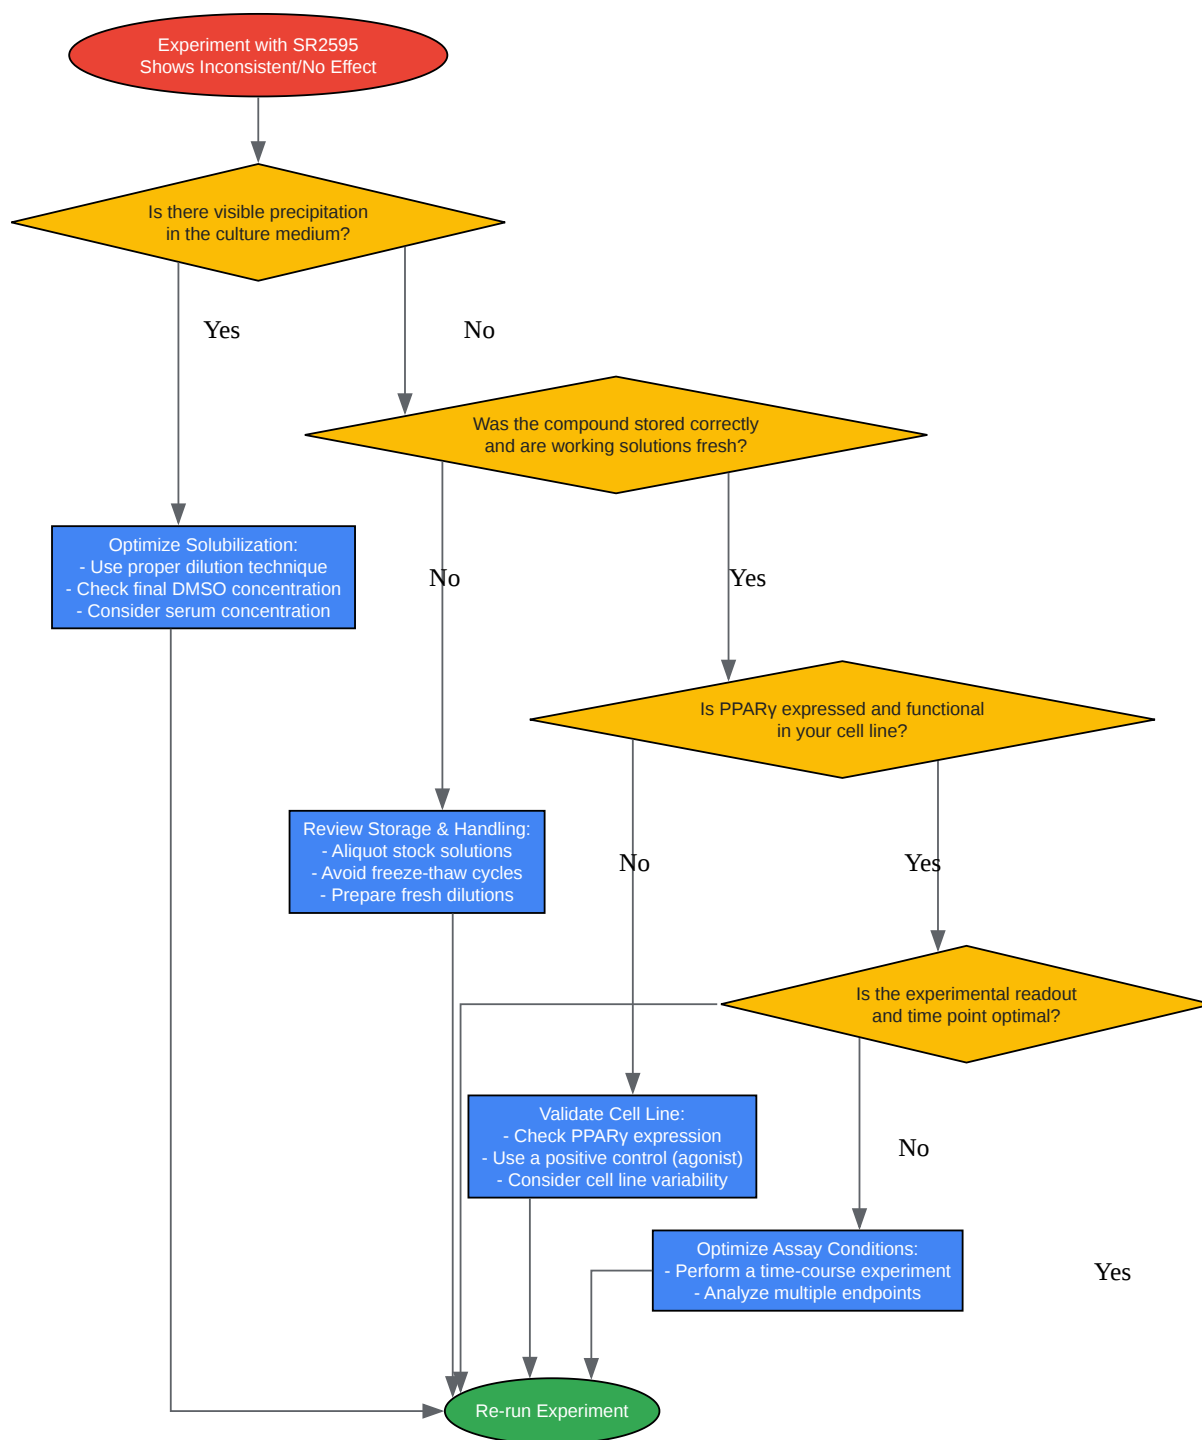 Experiment with SR2595
Shows Inconsistent/No Effect
Is there visible precipitation
in the culture medium?
Yes
No
Was the compound stored correctly
and are working solutions fresh?
Optimize Solubilization:
- Use proper dilution technique
- Check final DMSO concentration
- Consider serum concentration
No
Yes
Is PPARγ expressed and functional
in your cell line?
Review Storage & Handling:
- Aliquot stock solutions
- Avoid freeze-thaw cycles
- Prepare fresh dilutions
No
Yes
Is the experimental readout
and time point optimal?
Validate Cell Line:
- Check PPARγ expression
- Use a positive control (agonist)
- Consider cell line variability
No
Optimize Assay Conditions:
- Perform a time-course experiment
- Analyze multiple endpoints
Yes
Re-run Experiment